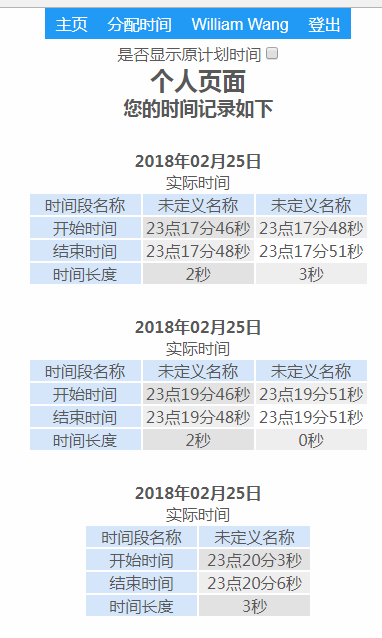 主页 分配时间 William Wang 登出
是否显示原计划时间
个人页面
您的时间记录如下
2018年02月25日
实际时间
时间段名称 未定义名称 未定义名称
开始时间 23点17分46秒 23点17分48秒
结束时间 23点17分48秒 23点17分51秒
时间长度 2秒 3秒
2018年02月25日
实际时间
时间段名称 未定义名称 未定义名称
开始时间 23点19分46秒 23点19分51秒
结束时间 23点19分48秒 23点19分51秒
时间长度 2秒 0秒
2018年02月25日
实际时间
时间段名称 未定义名称
开始时间 23点20分3秒
结束时间 23点20分6秒
时间长度 3秒